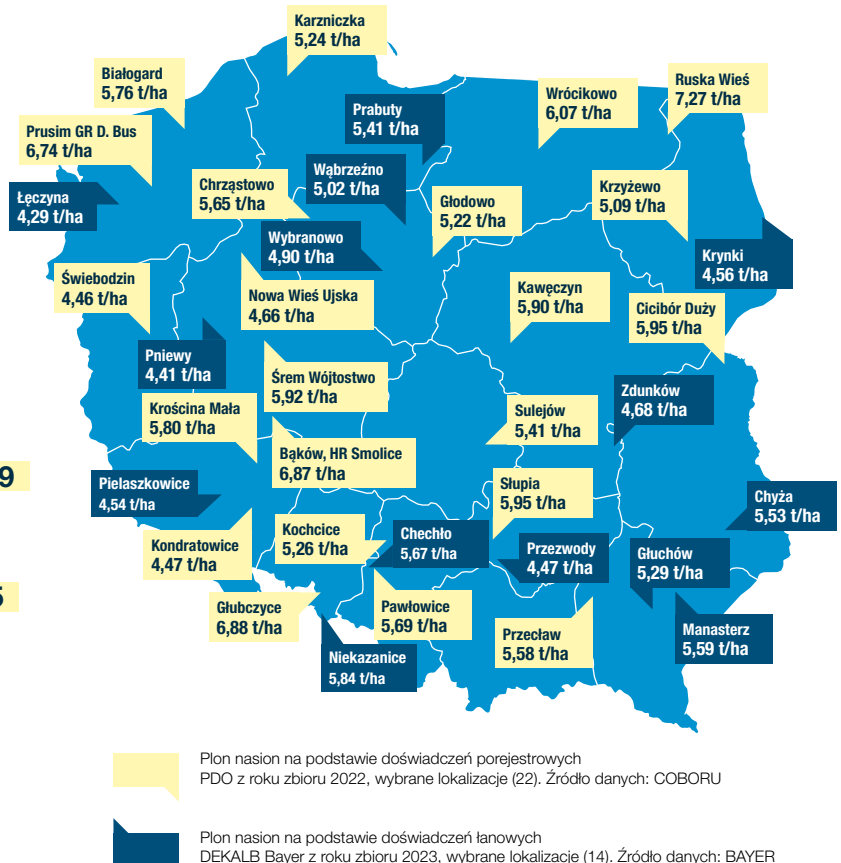 Karzniczka
5,24 t/ha
Białogard
5,76 t/ha
Ruska Wieś
7,27 t/ha
Wrócikowo
6,07 t/ha
Prabuty
5,41 t/ha
Prusim GR D. Bus
6,74 t/ha
Wąbrzeźno
5,02 t/ha
Chrząstowo
5,65 t/ha
Krzyżewo
5,09 t/ha
Łęczyna
4,29 t/ha
Głodowo
5,22 t/ha
Wybranowo
4,90 t/ha
Krynki
4,56 t/ha
Świebodzin
4,46 t/ha
Kawęczyn
5,90 t/ha
Nowa Wieś Ujska
4,66 t/ha
Cicibór Duży
5,95 t/ha
Pniewy
4,41 t/ha
Śrem Wójtostwo
5,92 t/ha
Zdunków
4,68 t/ha
Krościna Mała
5,80 t/ha
Sulejów
5,41 t/ha
Bąków, HR Smolice
6,87 t/ha
9
Pielaszkowice
4,54 t/ha
Słupia
5,95 t/ha
Chyża
5,53 t/ha
Kochcice
5,26 t/ha
Chechło
5,67 t/ha
Kondratowice
4,47 t/ha
Przezwody
4,47 t/ha
Głuchów
5,29 t/ha
5
Głubczyce
6,88 t/ha
Pawłowice
5,69 t/ha
Przecław
5,58 t/ha
Manasterz
5,59 t/ha
Niekazanice
5,84 t/ha
Plon nasion na podstawie doświadczeń porejestrowych
PDO z roku zbioru 2022, wybrane lokalizacje (22). Źródło danych: COBORU
Plon nasion na podstawie doświadczeń łanowych
DEKALB Bayer z roku zbioru 2023, wybrane lokalizacje (14). Źródło danych: BAYER